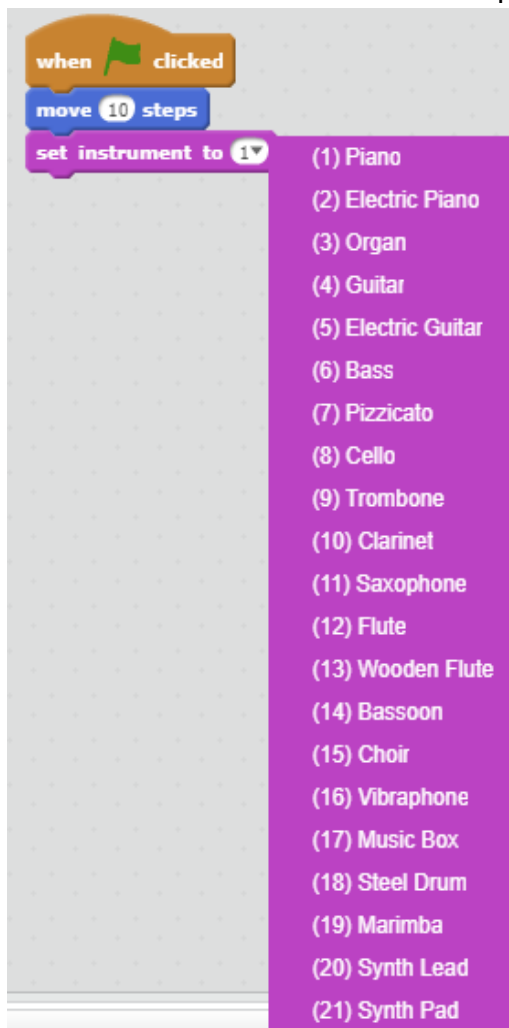 when clicked
move 10 steps
set instrument to 1▾
(1) Piano
(2) Electric Piano
(3) Organ
(4) Guitar
(5) Electric Guitar
(6) Bass
(7) Pizzicato
(8) Cello
(9) Trombone
(10) Clarinet
(11) Saxophone
(12) Flute
(13) Wooden Flute
(14) Bassoon
(15) Choir
(16) Vibraphone
(17) Music Box
(18) Steel Drum
(19) Marimba
(20) Synth Lead
(21) Synth Pad